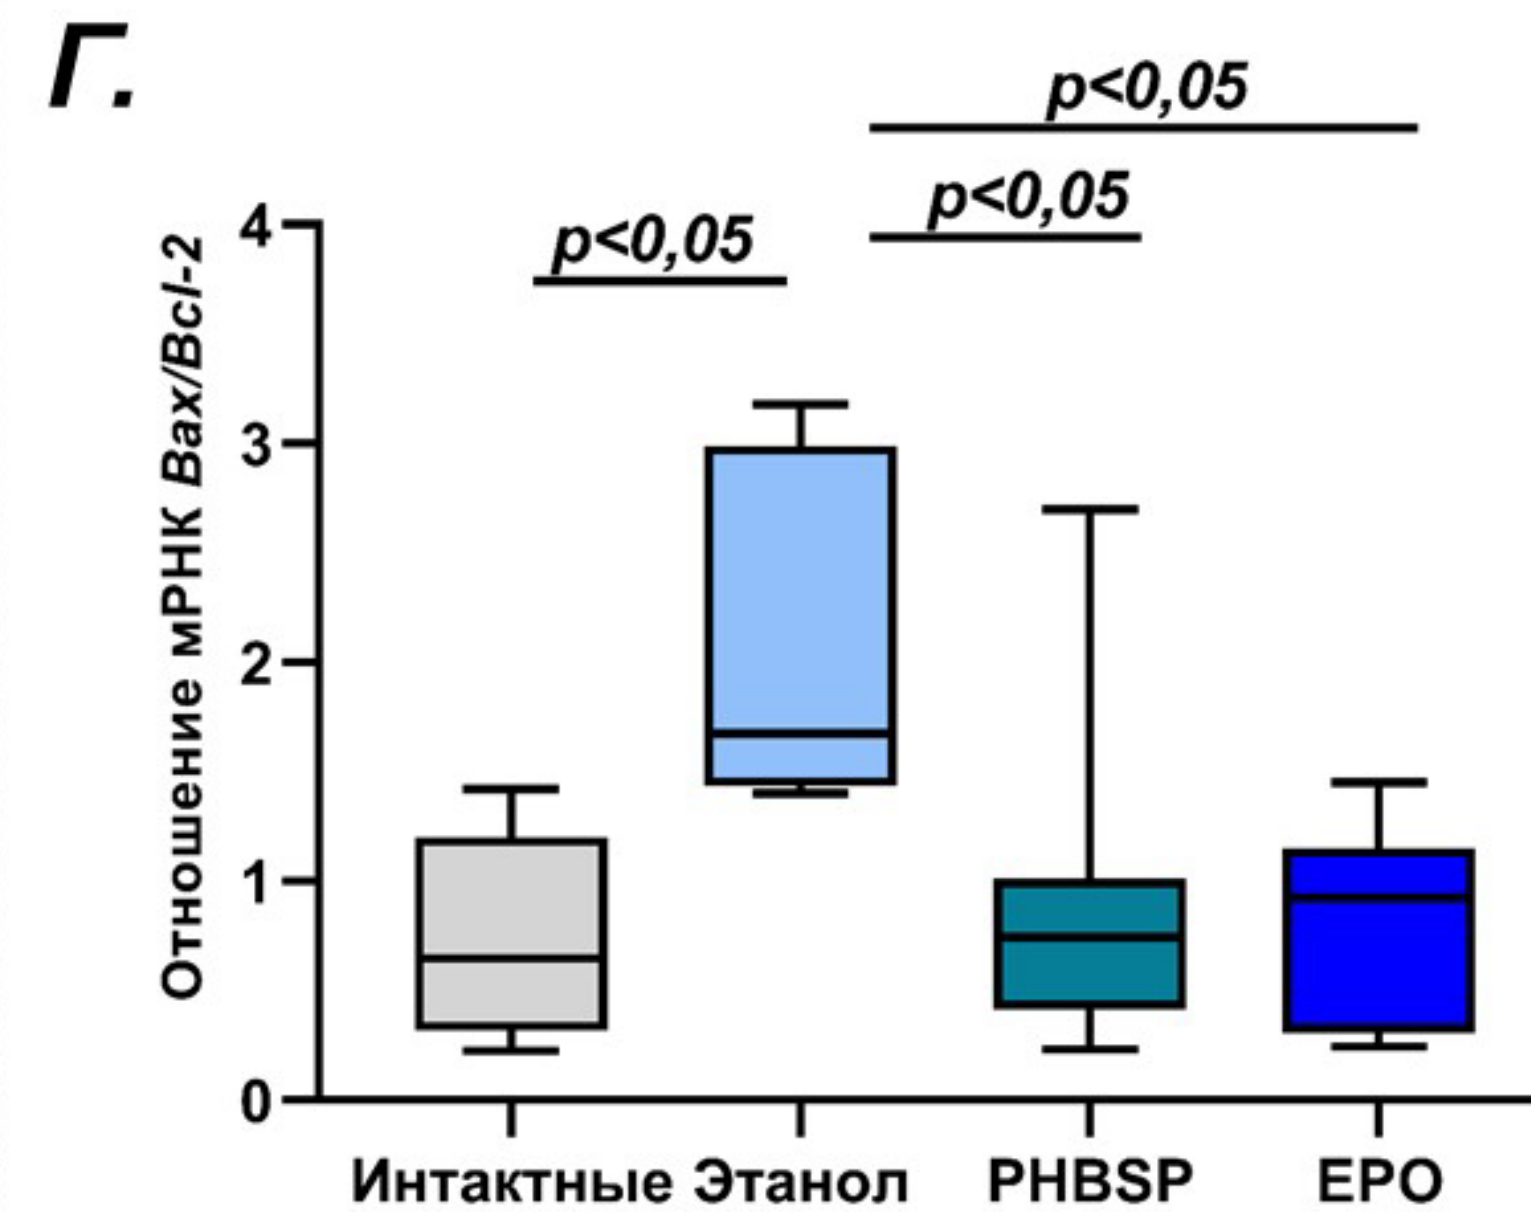 Г.
p<0,05
p<0,05
p<0,05
Отношение мРНК Bax/Bcl-2
4
3
2
1
0
Интактные Этанол PHBSP EPO